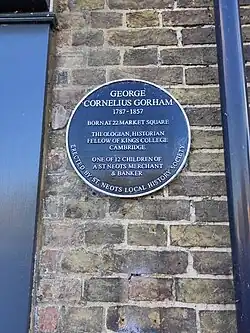 GEORGE
CORNELIUS GORHAM
1787-1857
BORN AT 22 MARKET SQUARE
THEOLOGIAN, HISTORIAN
FELLOW OF KINGS COLLEGE
CAMBRIDGE
ONE OF 12 CHILDREN OF
A ST NEOTS MERCHANT
& BANKER
ERECTED BY ST NEOTS LOCAL HISTORY SOCIETY